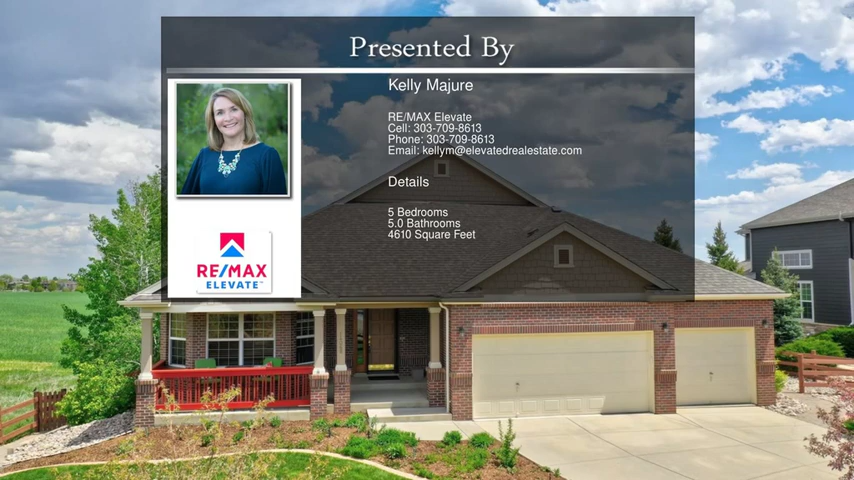 Presented By
Kelly Majure
RE/MAX Elevate
Cell: 303-709-8613
Phone: 303-709-8613
Email: kellym@elevatedrealestate.com
Details
5 Bedrooms
5.0 Bathrooms
4610 Square Feet
RE/MAX
ELEVATE